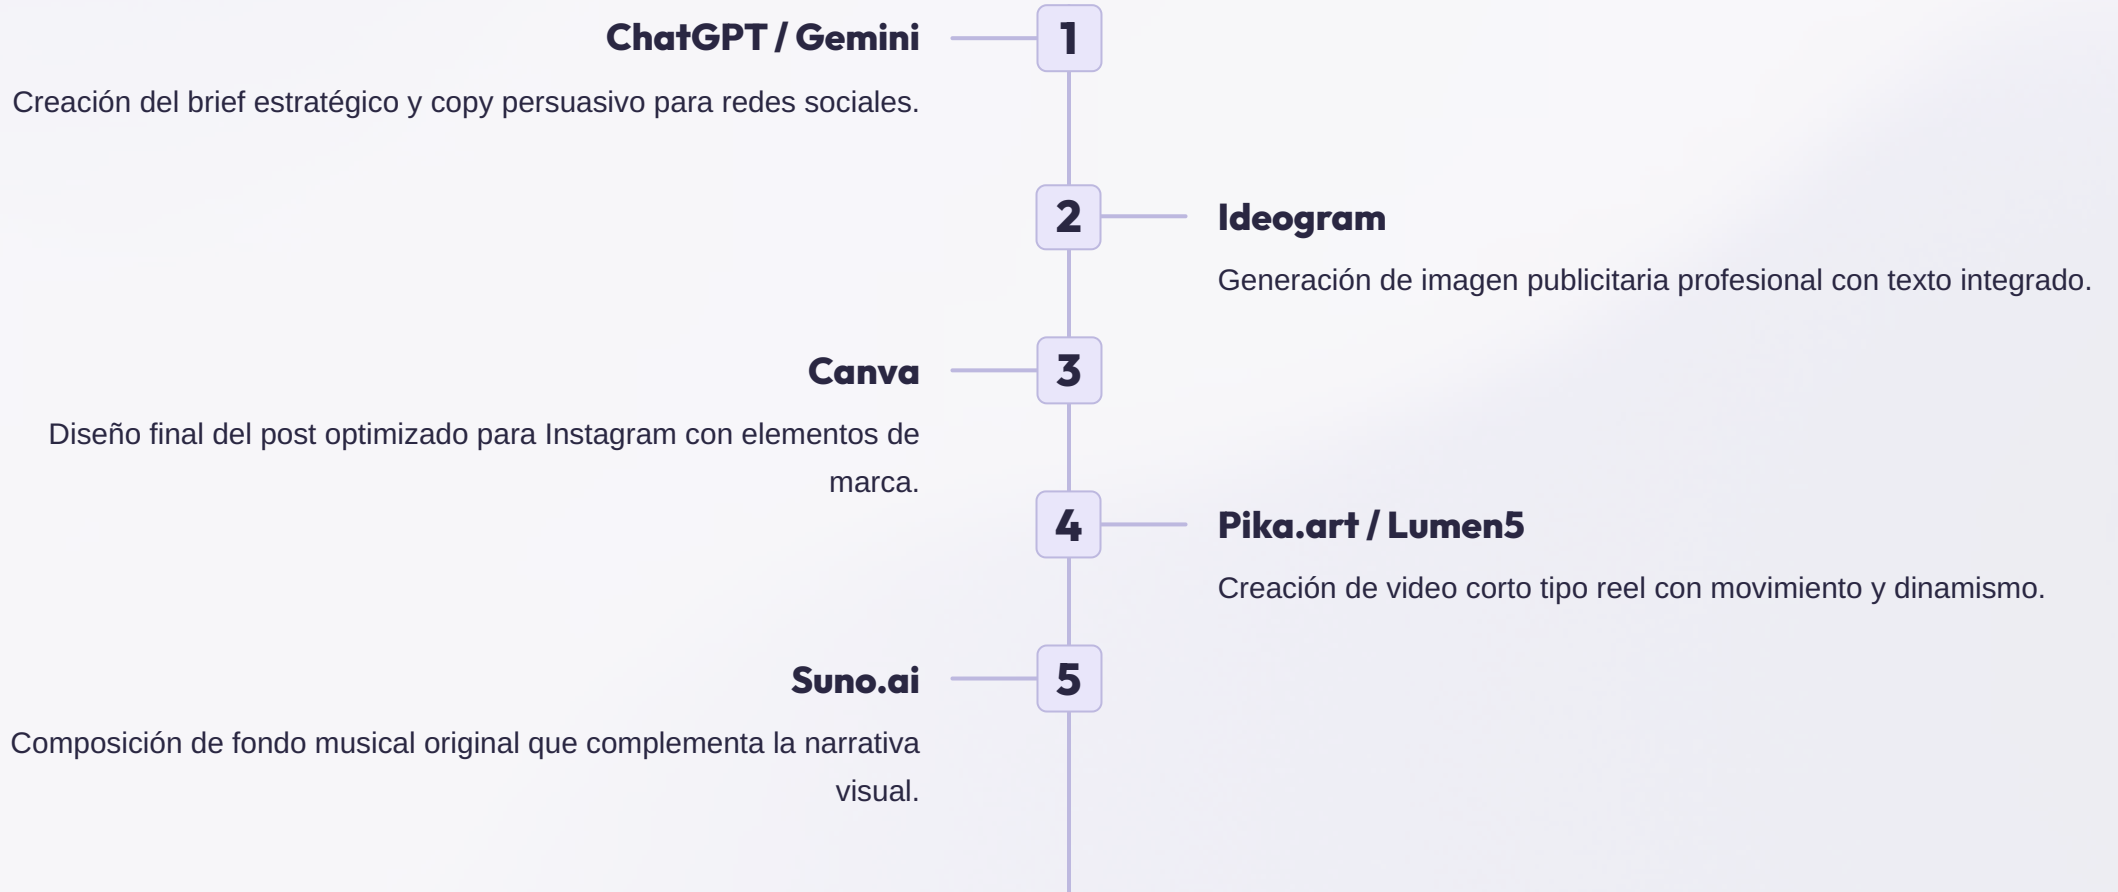 ChatGPT / Gemini
1
Creación del brief estratégico y copy persuasivo para redes sociales.
2
Ideogram
Generación de imagen publicitaria profesional con texto integrado.
Canva
3
Diseño final del post optimizado para Instagram con elementos de
marca.
4
Pika.art / Lumen5
Creación de video corto tipo reel con movimiento y dinamismo.
Suno.ai
5
Composición de fondo musical original que complementa la narrativa
visual.